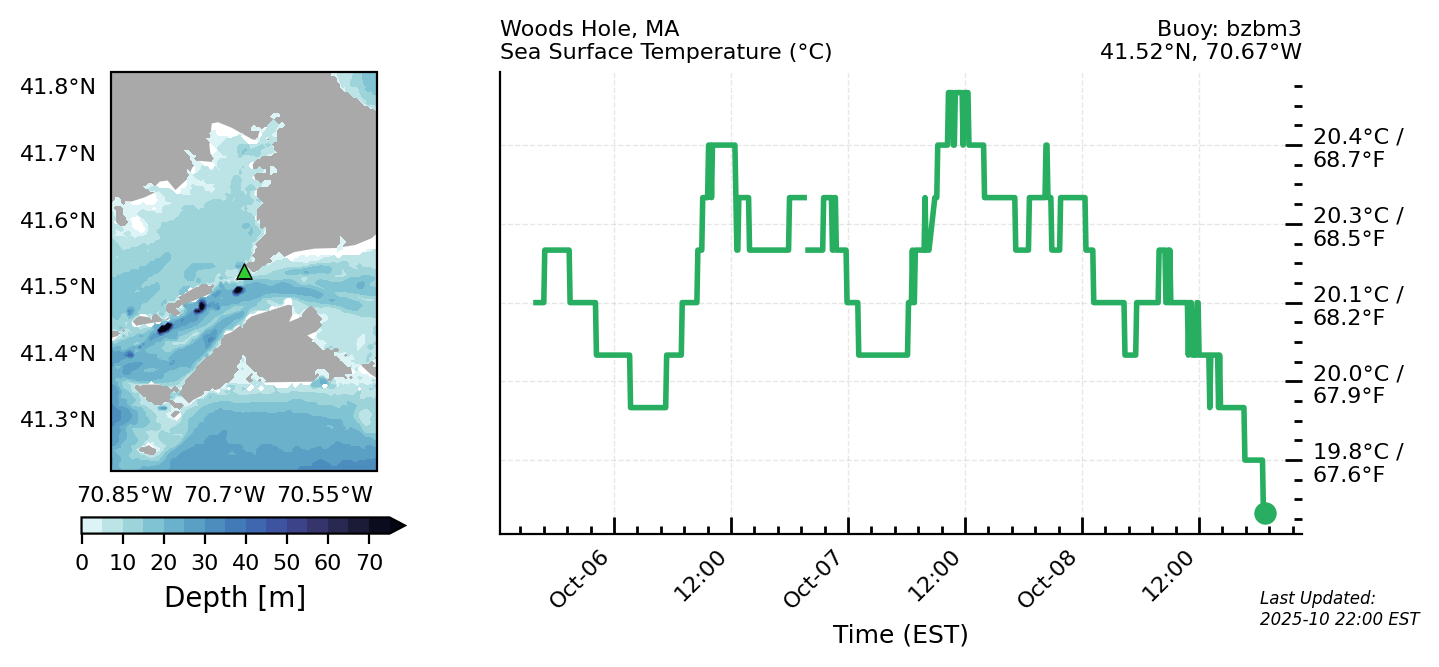 Woods Hole, MA
Sea Surface Temperature (°C)
Buoy: bzbm3
41.52°N, 70.67°W
41.8°N
41.7°N
41.6°N
41.5°N
41.4°N
41.3°N
70.85°W 70.7°W 70.55°W
0 10 20 30 40 50 60 70
Depth [m]
20.4°C /
68.7°F
20.3°C /
68.5°F
20.1°C /
68.2°F
20.0°C /
67.9°F
19.8°C /
67.6°F
Oct-06 12:00 Oct-07 12:00 Oct-08 12:00
Time (EST)
Last Updated:
2025-10 22:00 EST